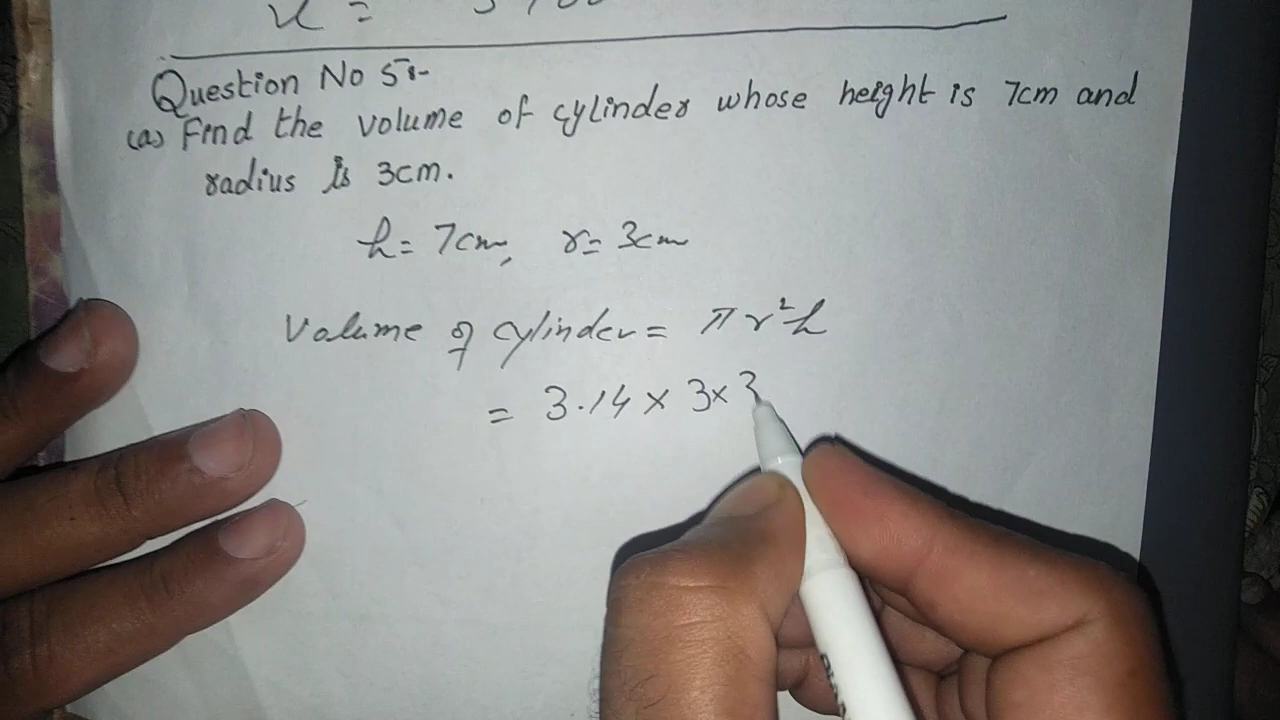 Question No 5:-
(a) Find the volume of cylinder whose height is 7cm and
radius is 3cm.
h = 7cm, r = 3cm
Volume of cylinder = πr²h
= 3.14 × 3 × 3